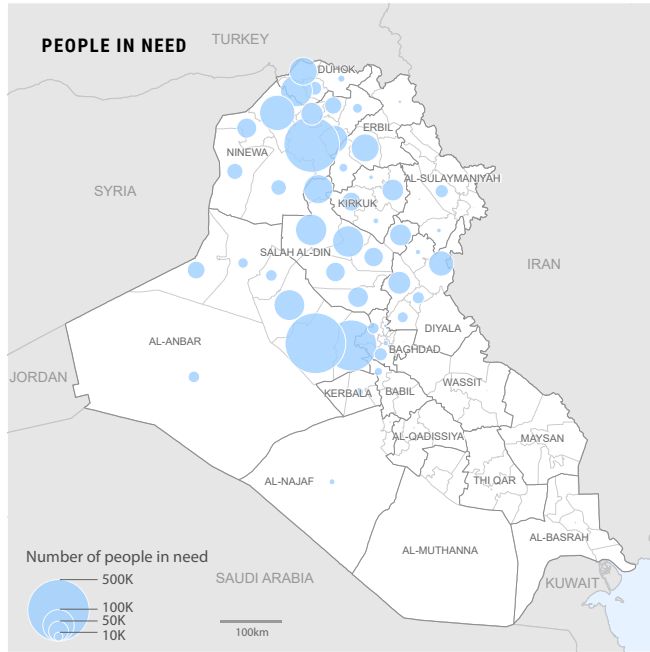 PEOPLE IN NEED
TURKEY
DUHOK
ERBIL
NINEWA
AL-SULAYMANIYAH
SYRIA
KIRKUK
SALAH AL-DIN
IRAN
DIYALA
AL-ANBAR
BAGHDAD
JORDAN
WASSIT
KERBALA
BABIL
AL-QADISSIYA
MAYSAN
AL-NAJAF
THI QAR
AL-BASRAH
AL-MUTHANNA
Number of people in need
SAUDI ARABIA
KUWAIT
500K
100K
50K
10K
100km